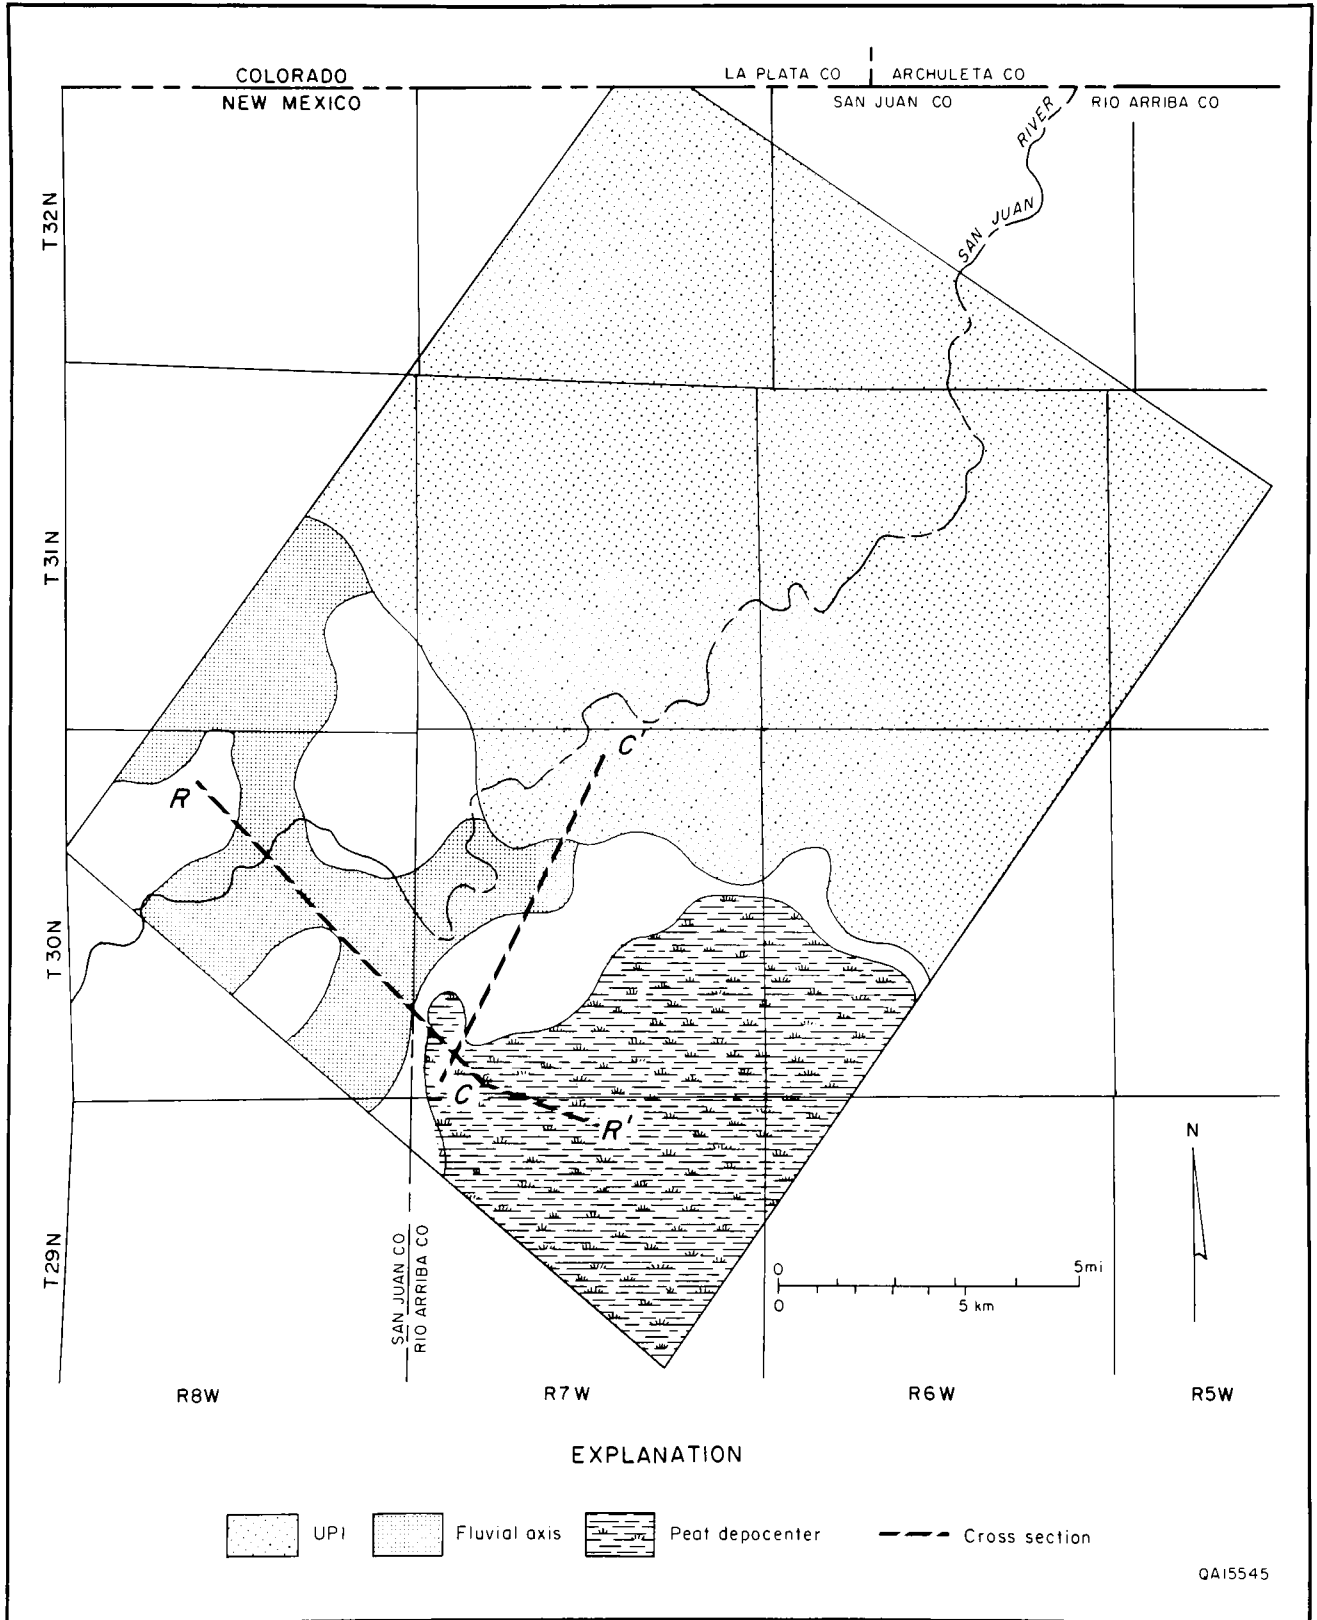 COLORADO
NEW MEXICO
LA PLATA CO
ARCHULETA CO
SAN JUAN CO
RIO ARRIBA CO
SAN JUAN RIVER
T32N
T31N
T30N
T29N
C'
R
C
R'
N
0 5mi
0 5 km
SAN JUAN CO
RIO ARRIBA CO
R8W
R7W
R6W
R5W
EXPLANATION
UP1
Fluvial axis
Peat depocenter
Cross section
QA15545